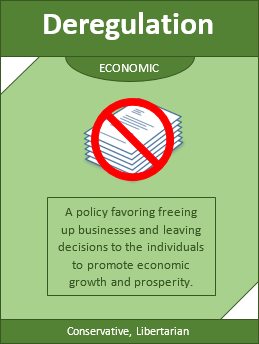 Deregulation
ECONOMIC
A policy favoring freeing
up businesses and leaving
decisions to the individuals
to promote economic
growth and prosperity.
Conservative, Libertarian